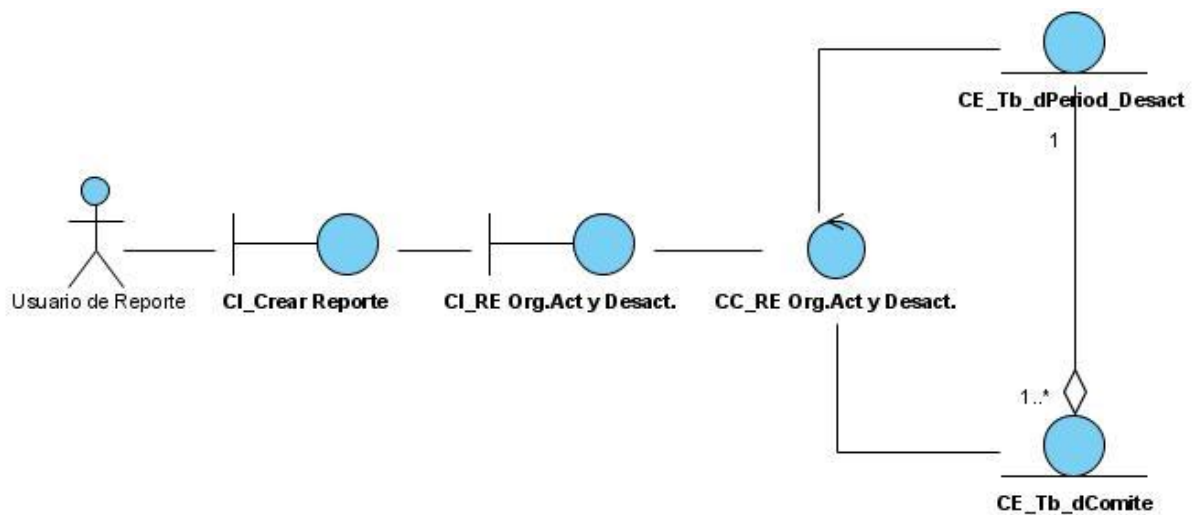 CE_Tb_dPeriod_Desact
1
Usuario de Reporte
CI_Crear Reporte
CI_RE Org.Act y Desact.
CC_RE Org.Act y Desact.
1..*
CE_Tb_dComite